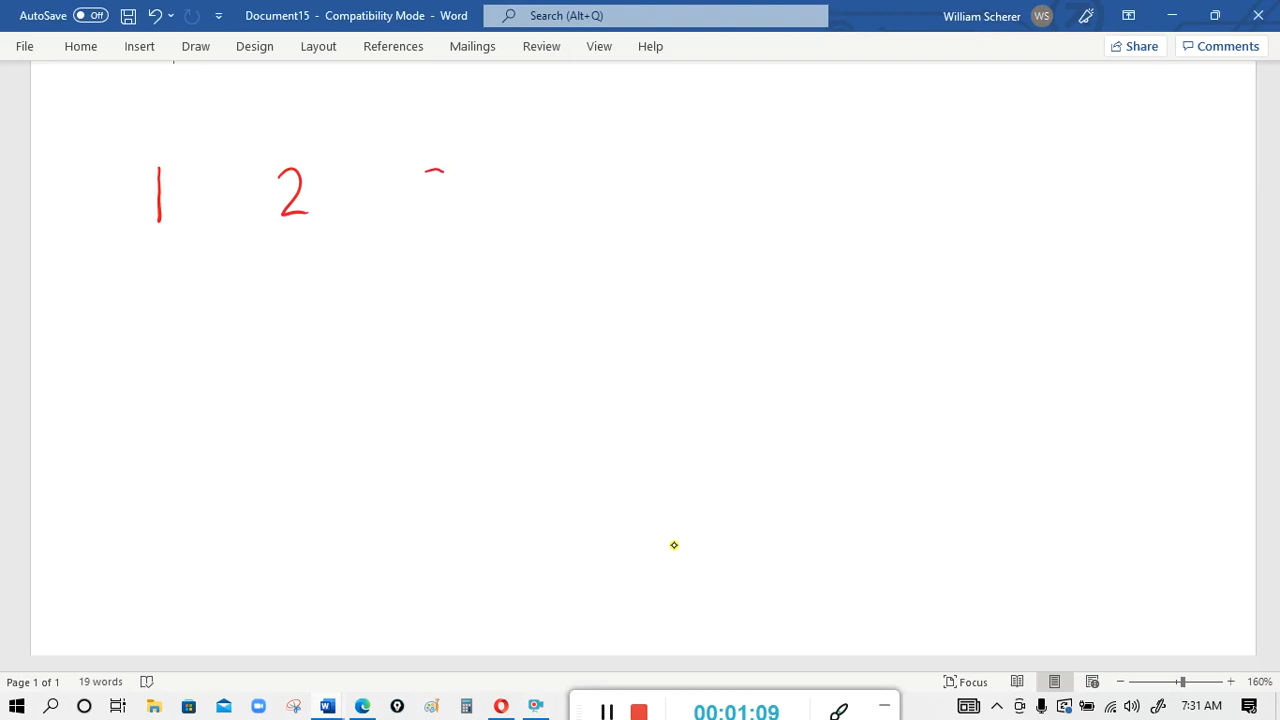 AutoSave Off Document15 - Compatibility Mode - Word Search (Alt+Q) William Scherer WS
File Home Insert Draw Design Layout References Mailings Review View Help Share Comments
1 2
Page 1 of 1 19 words Focus 160%
00:01:09 7:31 AM